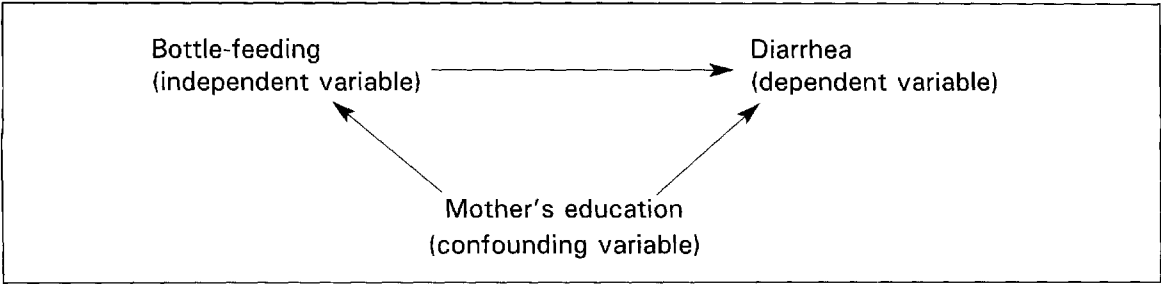 Bottle-feeding
(independent variable)
Diarrhea
(dependent variable)
Mother's education
(confounding variable)